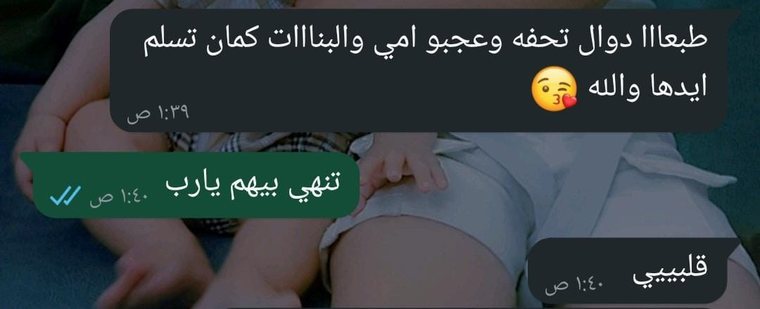 طبعااا دوال تحفه وعجبو امي والبنااات كمان تسلم
ايدها والله 😘
١:٣٩ ص
تنهي بيهم يارب
١:٤٠ ص
قلبييي
١:٤٠ ص